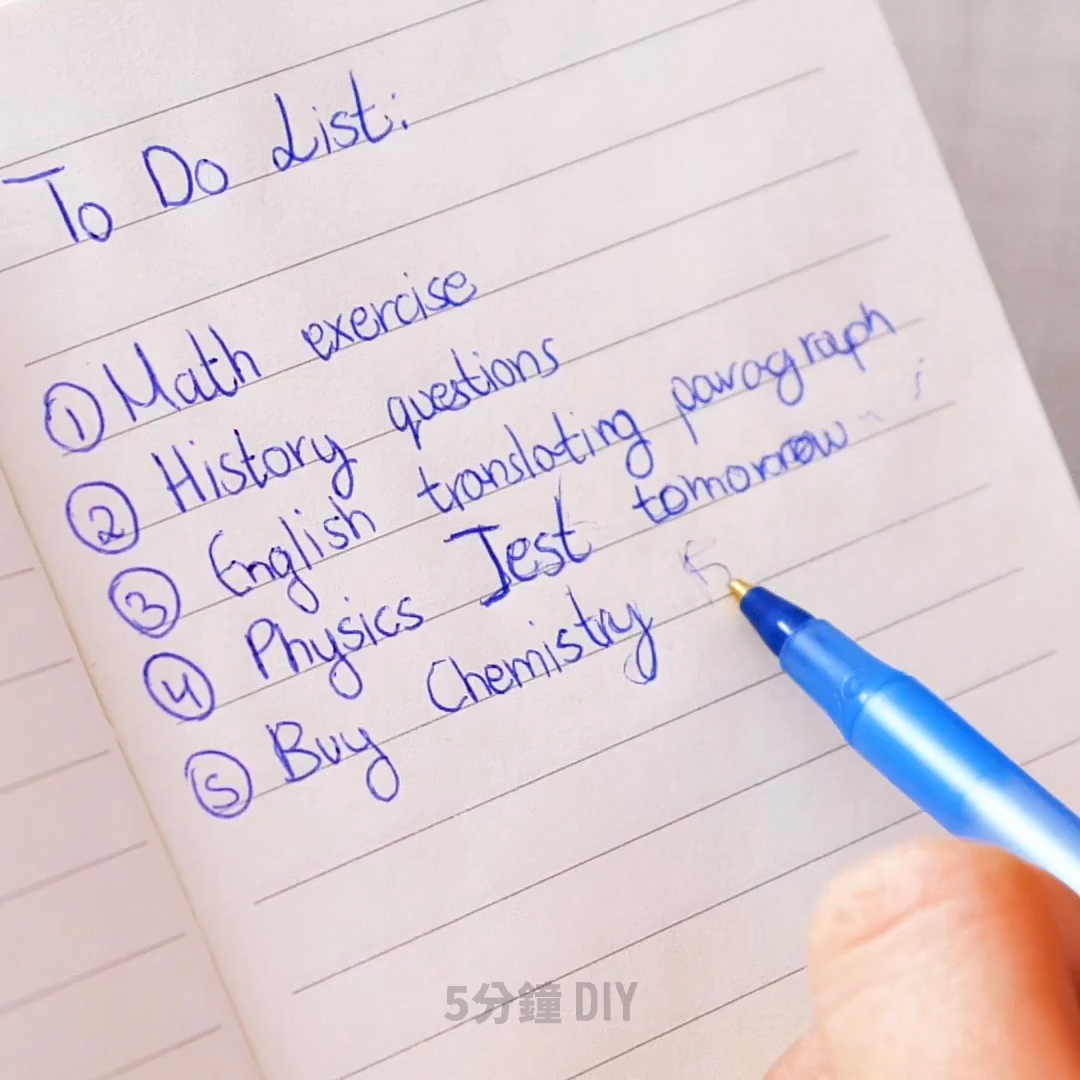 To Do List:
① Math exercise
② History questions
③ English translating paragraph
④ Physics Test tomorrow
⑤ Buy Chemistry
5分鐘 DIY